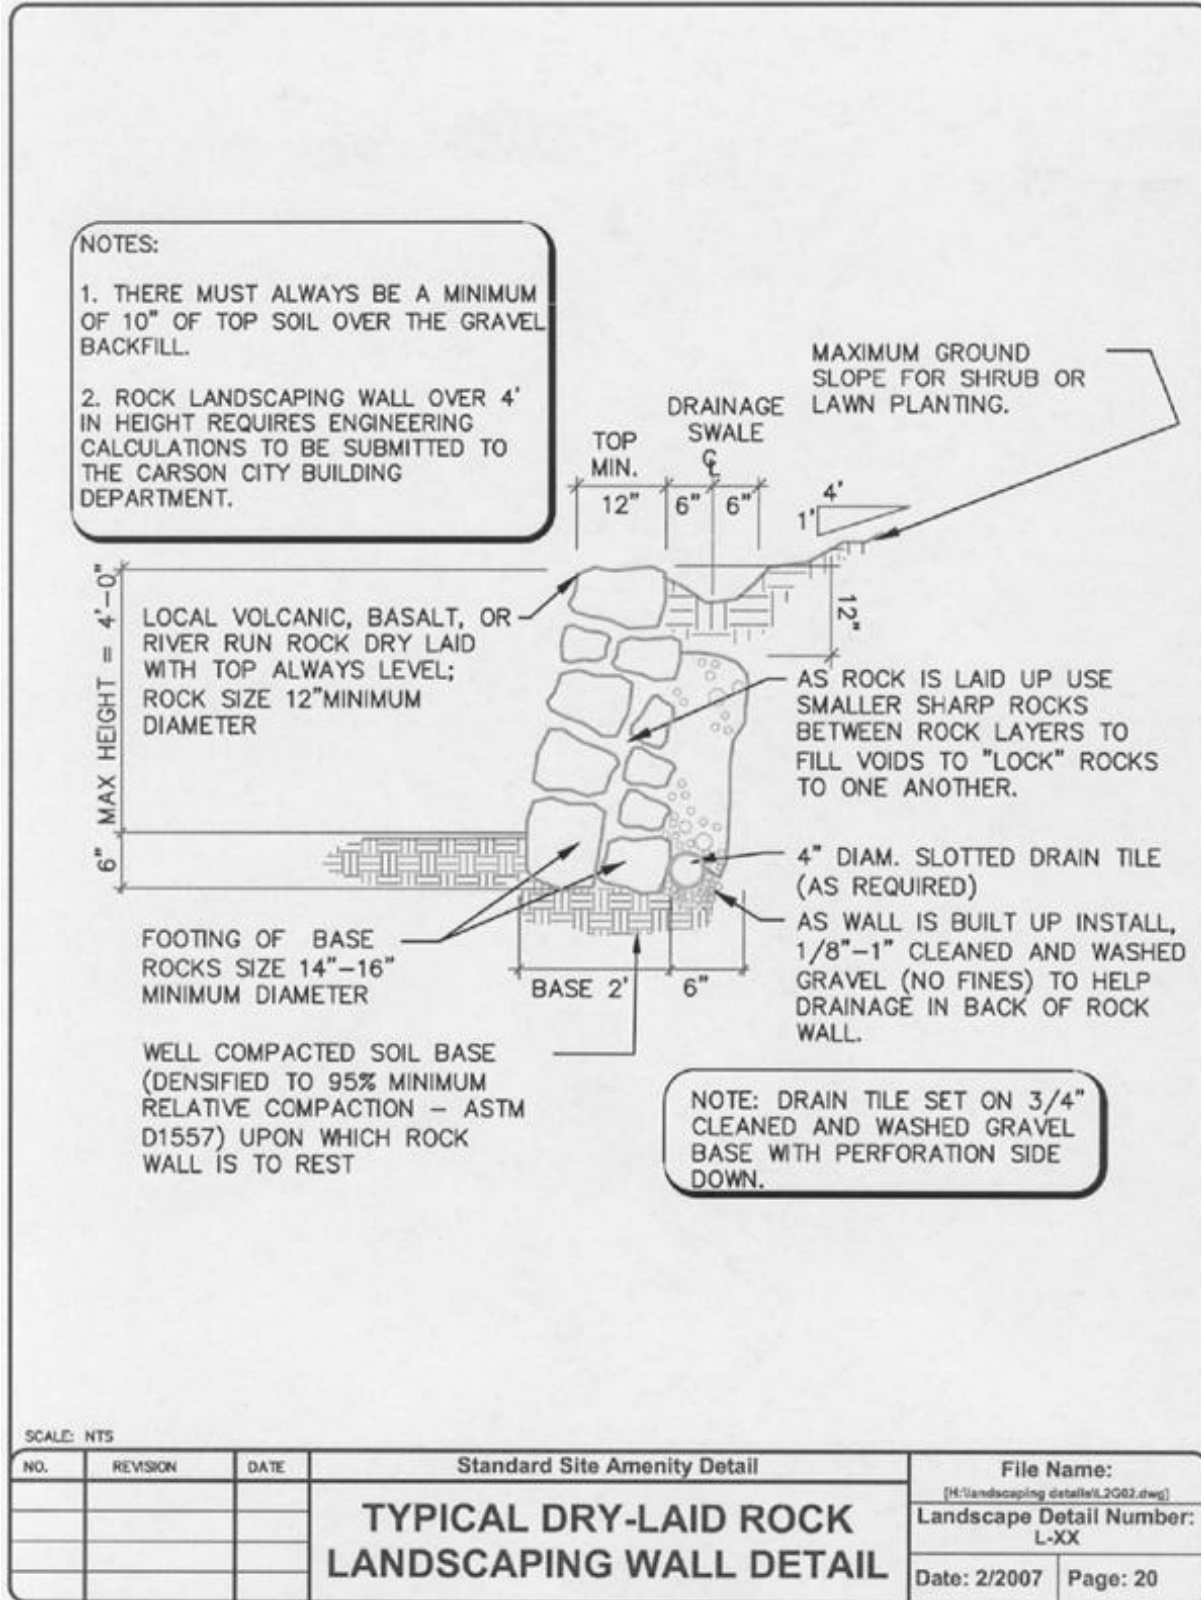 NOTES:
1. THERE MUST ALWAYS BE A MINIMUM
OF 10" OF TOP SOIL OVER THE GRAVEL
BACKFILL.
2. ROCK LANDSCAPING WALL OVER 4'
IN HEIGHT REQUIRES ENGINEERING
CALCULATIONS TO BE SUBMITTED TO
THE CARSON CITY BUILDING
DEPARTMENT.
MAXIMUM GROUND
SLOPE FOR SHRUB OR
LAWN PLANTING.
DRAINAGE
SWALE
℄
TOP
MIN.
12"
6"
6"
4'
1'
12"
MAX HEIGHT = 4'-0"
6"
LOCAL VOLCANIC, BASALT, OR
RIVER RUN ROCK DRY LAID
WITH TOP ALWAYS LEVEL;
ROCK SIZE 12"MINIMUM
DIAMETER
AS ROCK IS LAID UP USE
SMALLER SHARP ROCKS
BETWEEN ROCK LAYERS TO
FILL VOIDS TO "LOCK" ROCKS
TO ONE ANOTHER.
4" DIAM. SLOTTED DRAIN TILE
(AS REQUIRED)
AS WALL IS BUILT UP INSTALL,
1/8"-1" CLEANED AND WASHED
GRAVEL (NO FINES) TO HELP
DRAINAGE IN BACK OF ROCK
WALL.
FOOTING OF BASE
ROCKS SIZE 14"-16"
MINIMUM DIAMETER
BASE 2'
6"
WELL COMPACTED SOIL BASE
(DENSIFIED TO 95% MINIMUM
RELATIVE COMPACTION - ASTM
D1557) UPON WHICH ROCK
WALL IS TO REST
NOTE: DRAIN TILE SET ON 3/4"
CLEANED AND WASHED GRAVEL
BASE WITH PERFORATION SIDE
DOWN.
SCALE: NTS
NO. REVISION DATE
Standard Site Amenity Detail
TYPICAL DRY-LAID ROCK
LANDSCAPING WALL DETAIL
File Name:
[H:\landscaping details\L2G02.dwg]
Landscape Detail Number:
L-XX
Date: 2/2007 Page: 20